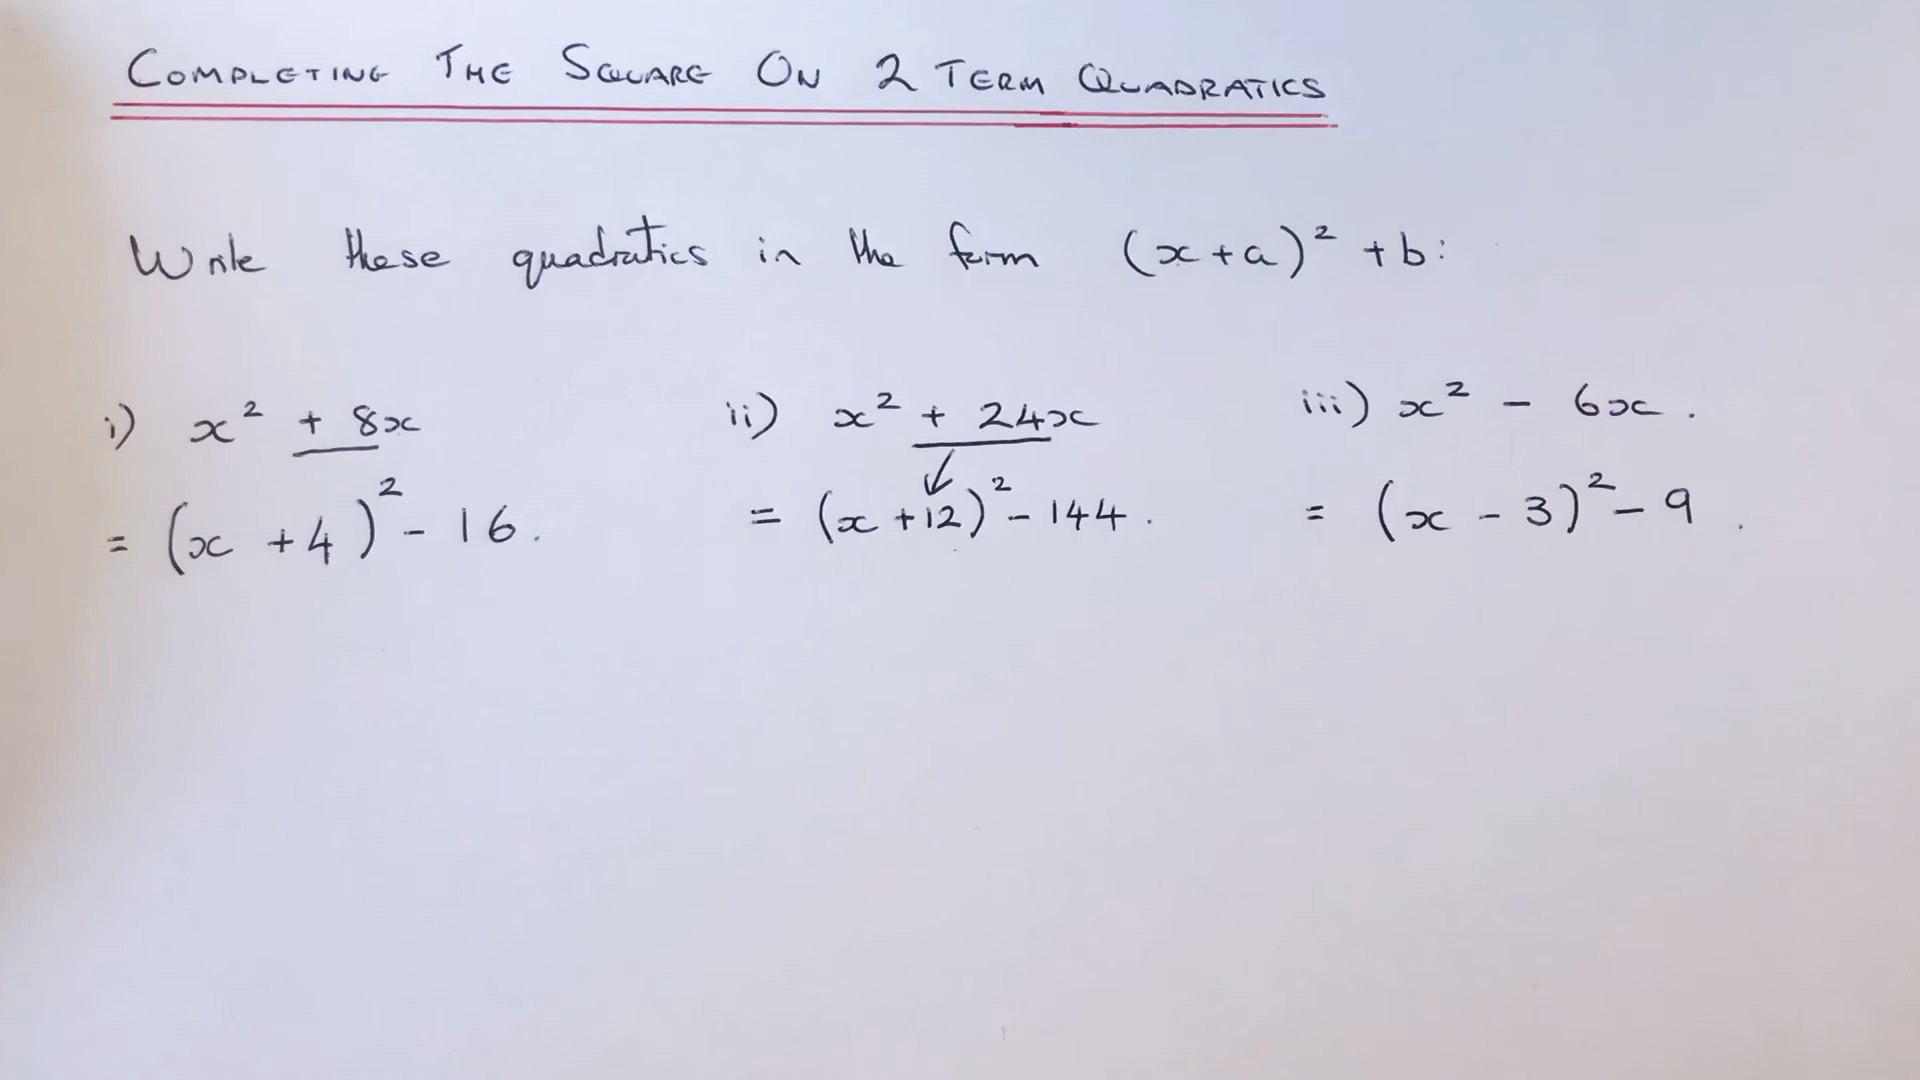 COMPLETING THE SQUARE ON 2 TERM QUADRATICS
Write these quadratics in the form (x+a)² + b:
i) x² + 8x
= (x +4)² - 16.
ii) x² + 24x
= (x +12)² - 144.
iii) x² - 6x.
= (x - 3)² - 9.